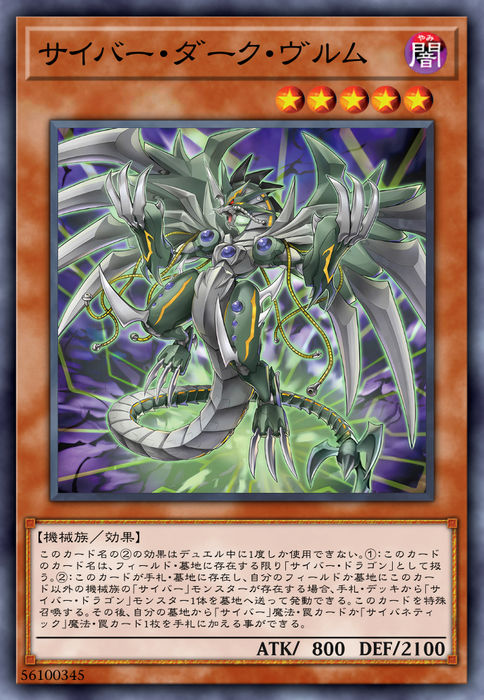 サイバー・ダーク・ヴルム
やみ
闇
【機械族／効果】
このカード名の②の効果はデュエル中に1度しか使用できない。①：このカード
のカード名は、フィールド・墓地に存在する限り「サイバー・ドラゴン」として扱
う。②：このカードが手札・墓地に存在し、自分のフィールドか墓地にこのカー
ド以外の機械族の「サイバー」モンスターが存在する場合、手札・デッキから「サ
イバー・ドラゴン」モンスター1体を墓地へ送って発動できる。このカードを特殊
召喚する。その後、自分の墓地から「サイバー」魔法・罠カードか「サイバネティ
ック」魔法・罠カード1枚を手札に加える事ができる。
ATK/ 800 DEF/2100
56100345